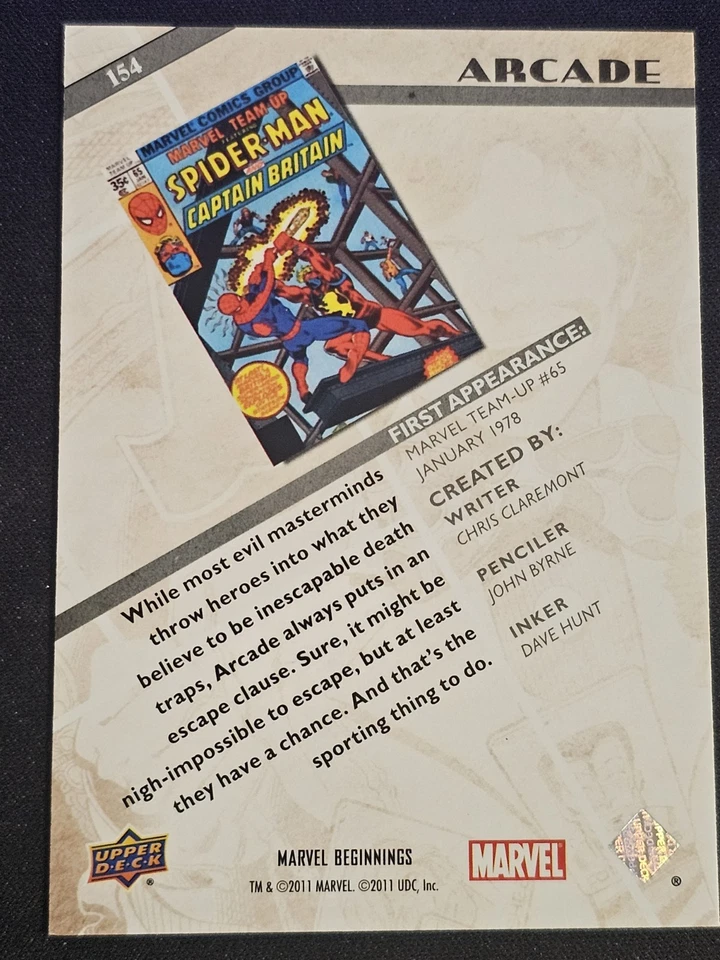 154
ARCADE
MARVEL COMICS GROUP
MARVEL TEAM-UP
35¢
65
SPIDER-MAN
AND
CAPTAIN BRITAIN
FIRST APPEARANCE:
MARVEL TEAM-UP #65
JANUARY 1978
CREATED BY:
WRITER
CHRIS CLAREMONT
PENCILER
JOHN BYRNE
INKER
DAVE HUNT
While most evil masterminds
throw heroes into what they
believe to be inescapable death
traps, Arcade always puts in an
escape clause. Sure, it might be
nigh-impossible to escape, but at least
they have a chance. And that's the
sporting thing to do.
UPPER
D·E·C·K
®
MARVEL BEGINNINGS
TM & ©2011 MARVEL. ©2011 UDC, Inc.
MARVEL
®